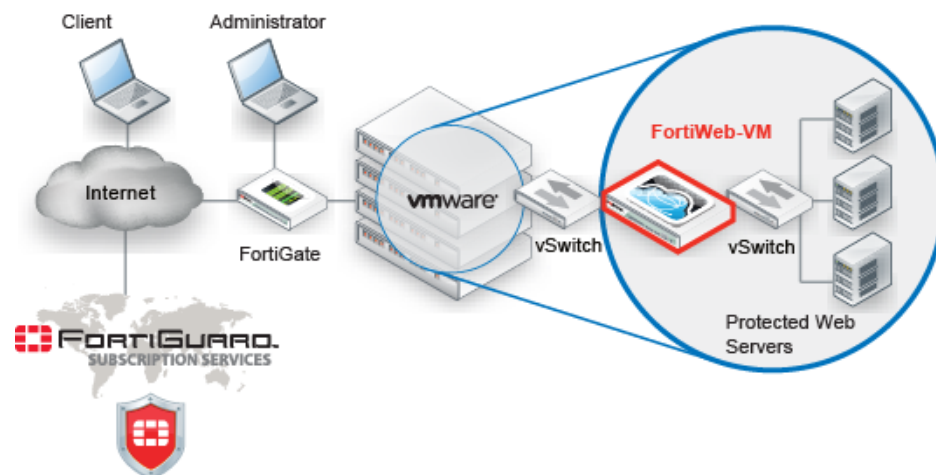 Client
Administrator
Internet
FortiGate
vmware
vSwitch
FortiWeb-VM
vSwitch
Protected Web
Servers
FORTIGUARD.
SUBSCRIPTION SERVICES